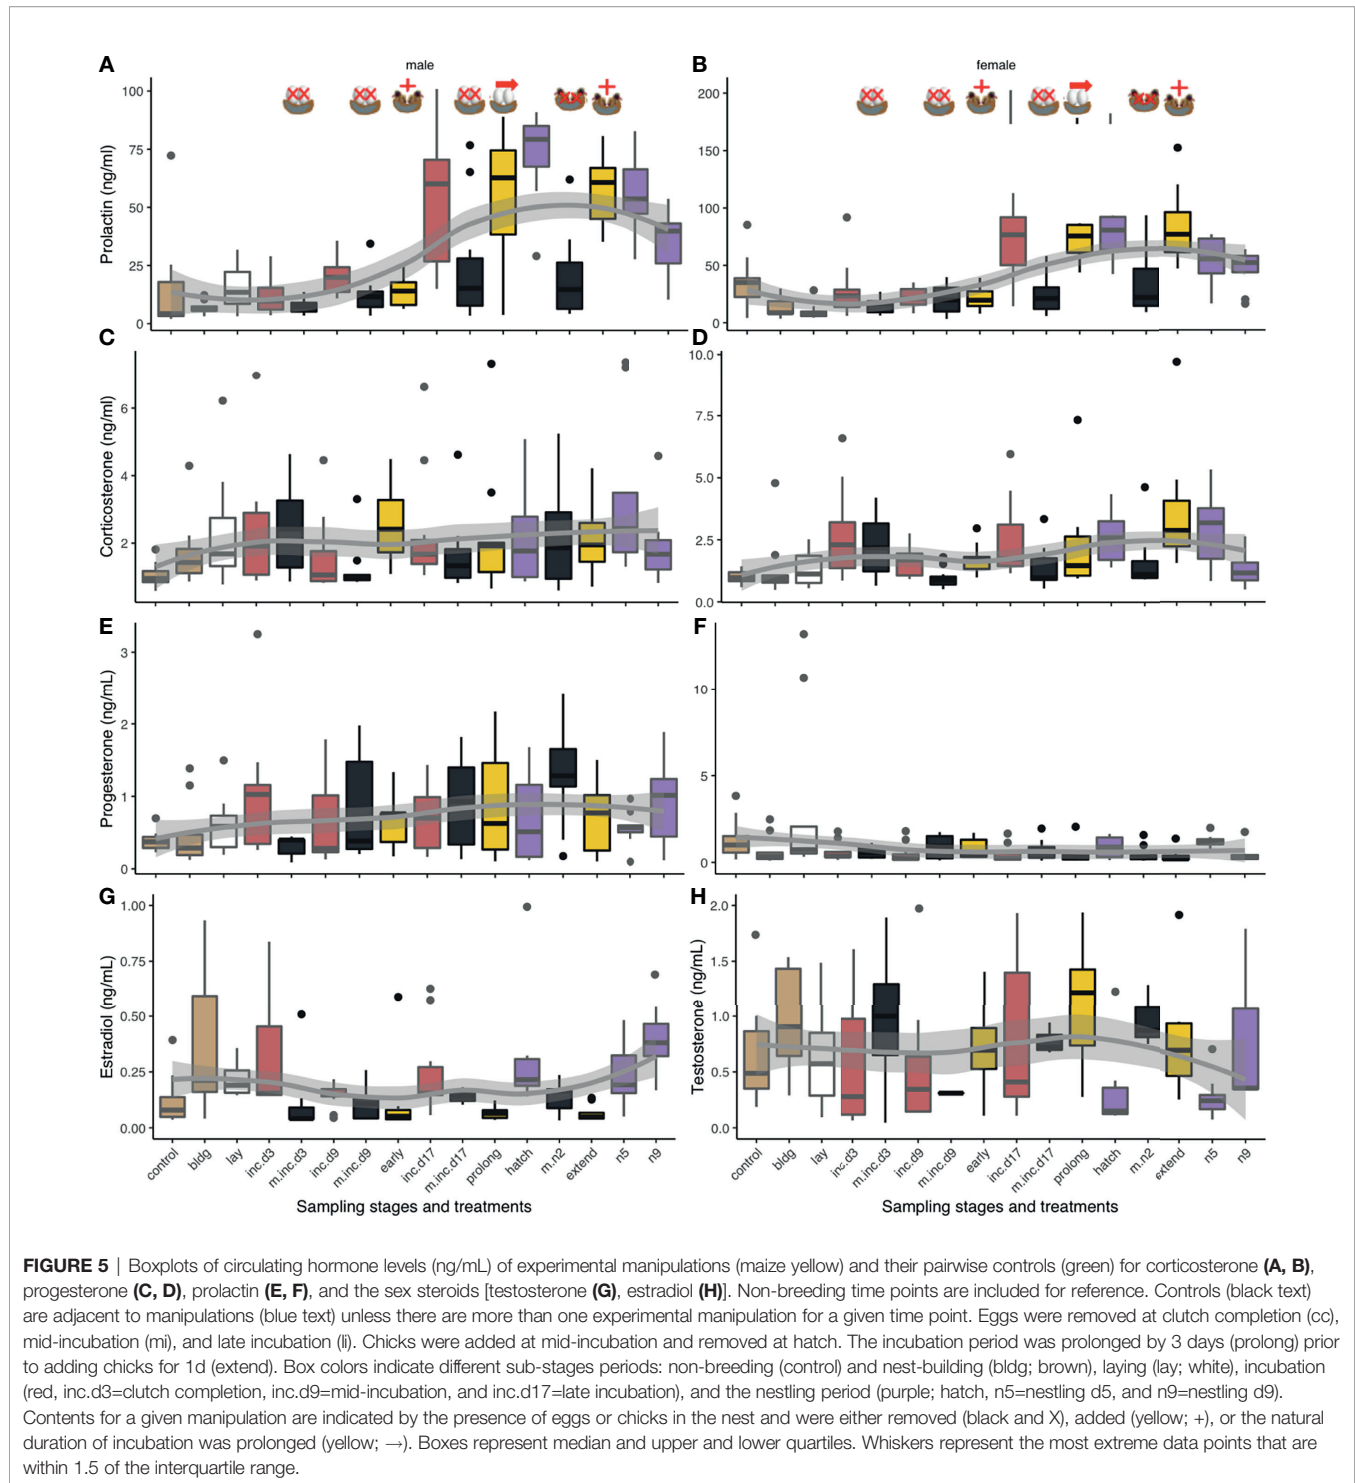 A
male
B
female
Prolactin (ng/ml)
100
75
50
25
0
200
150
100
50
0
C
D
Corticosterone (ng/ml)
6
4
2
10.0
7.5
5.0
2.5
0.0
E
F
Progesterone (ng/mL)
3
2
1
0
10
5
0
G
H
Estradiol (ng/mL)
1.00
0.75
0.50
0.25
0.00
Testosterone (ng/mL)
2.0
1.5
1.0
0.5
0.0
control
bldg
lay
inc.d3
m.inc.d3
inc.d9
m.inc.d9
early
inc.d17
m.inc.d17
prolong
hatch
m.n2
extend
n5
n9
Sampling stages and treatments
control
bldg
lay
inc.d3
m.inc.d3
inc.d9
m.inc.d9
early
inc.d17
m.inc.d17
prolong
hatch
m.n2
extend
n5
n9
Sampling stages and treatments
FIGURE 5 | Boxplots of circulating hormone levels (ng/mL) of experimental manipulations (maize yellow) and their pairwise controls (green) for corticosterone (A, B),
progesterone (C, D), prolactin (E, F), and the sex steroids [testosterone (G), estradiol (H)]. Non-breeding time points are included for reference. Controls (black text)
are adjacent to manipulations (blue text) unless there are more than one experimental manipulation for a given time point. Eggs were removed at clutch completion (cc),
mid-incubation (mi), and late incubation (li). Chicks were added at mid-incubation and removed at hatch. The incubation period was prolonged by 3 days (prolong) prior
to adding chicks for 1d (extend). Box colors indicate different sub-stages periods: non-breeding (control) and nest-building (bldg; brown), laying (lay; white), incubation
(red, inc.d3=clutch completion, inc.d9=mid-incubation, and inc.d17=late incubation), and the nestling period (purple; hatch, n5=nestling d5, and n9=nestling d9).
Contents for a given manipulation are indicated by the presence of eggs or chicks in the nest and were either removed (black and X), added (yellow; +), or the natural
duration of incubation was prolonged (yellow; →). Boxes represent median and upper and lower quartiles. Whiskers represent the most extreme data points that are
within 1.5 of the interquartile range.